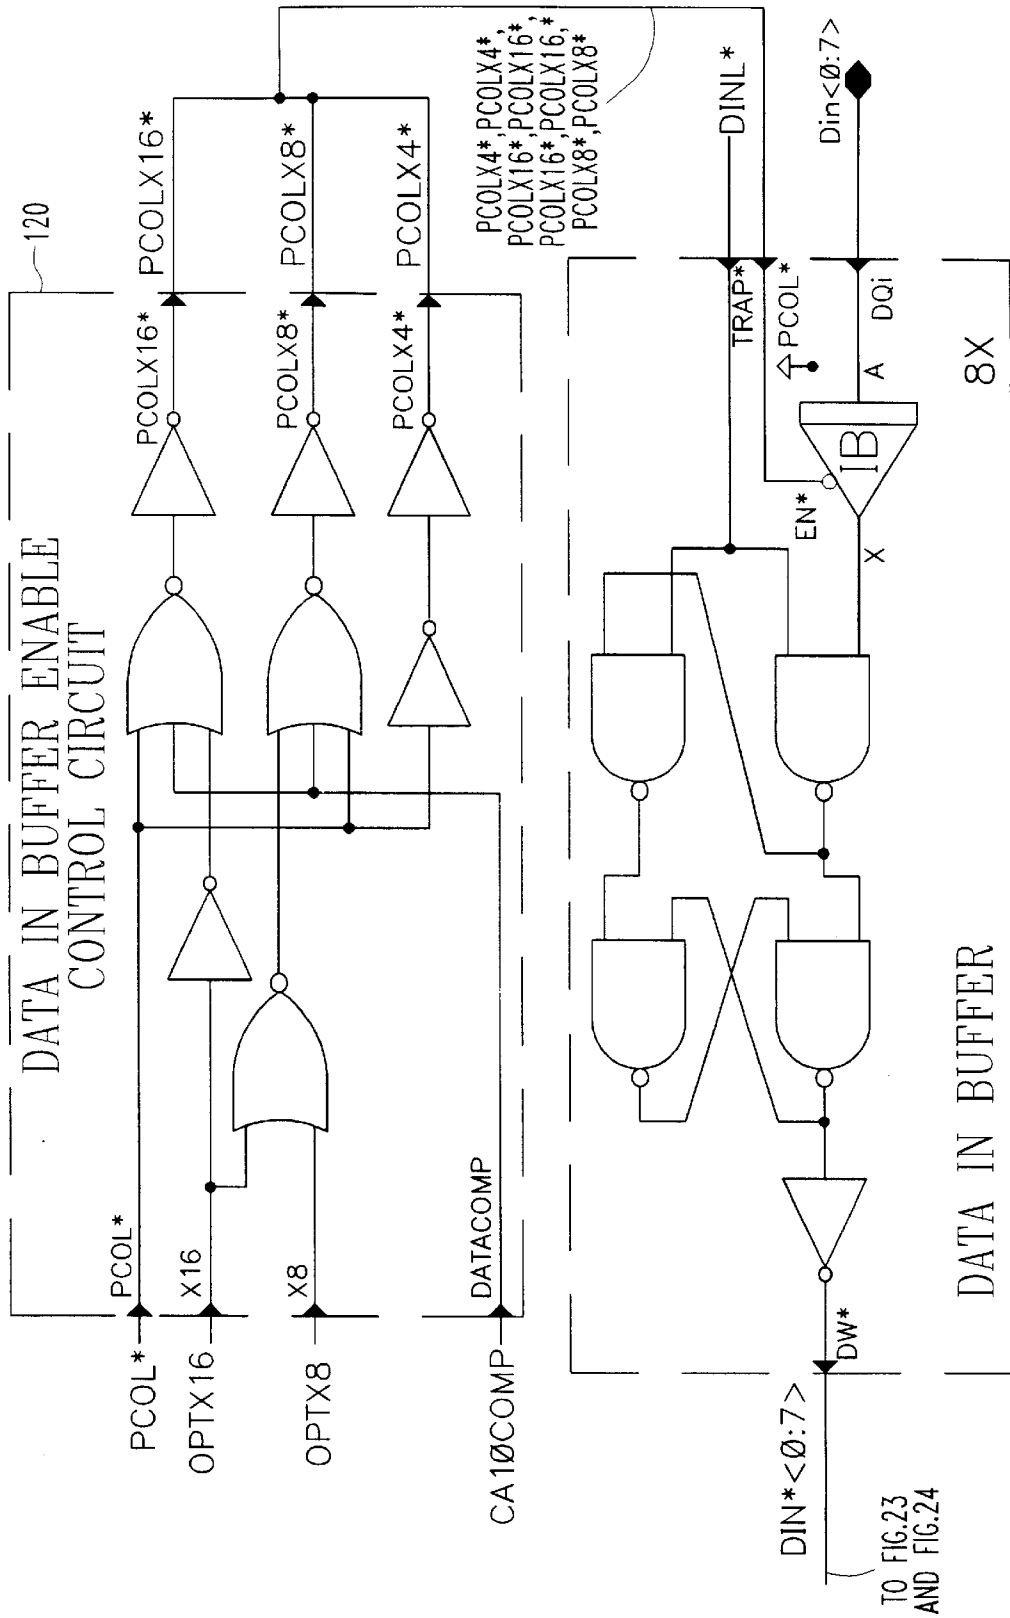 DATA IN BUFFER ENABLE
CONTROL CIRCUIT
120
PCOL*
PCOL*
OPTX16
X16
OPTX8
X8
CA10COMP
DATACOMP
PCOLX16*
PCOLX16*
PCOLX8*
PCOLX8*
PCOLX4*
PCOLX4*
PCOLX4*,PCOLX4*,
PCOLX16*,PCOLX16*,
PCOLX16*,PCOLX16,*
PCOLX8*,PCOLX8*
DINL*
Din<0:7>
TRAP*
PCOL*
DQi
A
IB
EN*
X
8X
DATA IN BUFFER
DW*
DIN*<0:7>
TO FIG.23
AND FIG.24